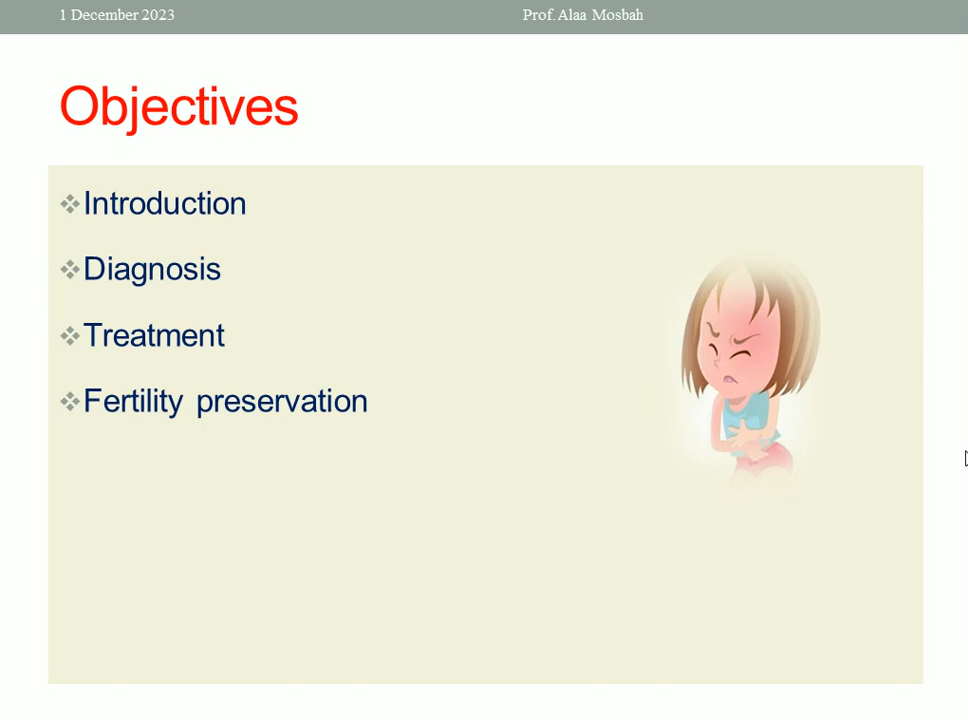 1 December 2023
Prof. Alaa Mosbah
Objectives
Introduction
Diagnosis
Treatment
Fertility preservation